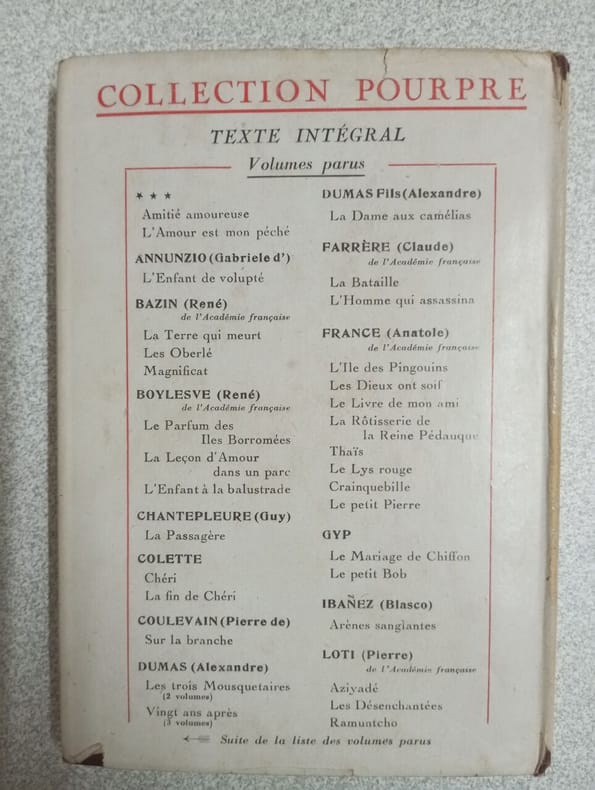 COLLECTION POURPRE
TEXTE INTÉGRAL
Volumes parus
★ ★ ★
Amitié amoureuse
L'Amour est mon péché
ANNUNZIO (Gabriele d')
L'Enfant de volupté
BAZIN (René)
de l'Académie française
La Terre qui meurt
Les Oberlé
Magnificat
BOYLESVE (René)
de l'Académie française
Le Parfum des
Iles Borromées
La Leçon d'Amour
dans un parc
L'Enfant à la balustrade
CHANTEPLEURE (Guy)
La Passagère
COLETTE
Chéri
La fin de Chéri
COULEVAIN (Pierre de)
Sur la branche
DUMAS (Alexandre)
Les trois Mousquetaires
(2 volumes)
Vingt ans après
(3 volumes)
DUMAS Fils (Alexandre)
La Dame aux camélias
FARRÈRE (Claude)
de l'Académie française
La Bataille
L'Homme qui assassina
FRANCE (Anatole)
de l'Académie française
L'Ile des Pingouins
Les Dieux ont soif
Le Livre de mon ami
La Rôtisserie de
la Reine Pédauque
Thaïs
Le Lys rouge
Crainquebille
Le petit Pierre
GYP
Le Mariage de Chiffon
Le petit Bob
IBAÑEZ (Blasco)
Arènes sanglantes
LOTI (Pierre)
de l'Académie française
Aziyadé
Les Désenchantées
Ramuntcho
Suite de la liste des volumes parus